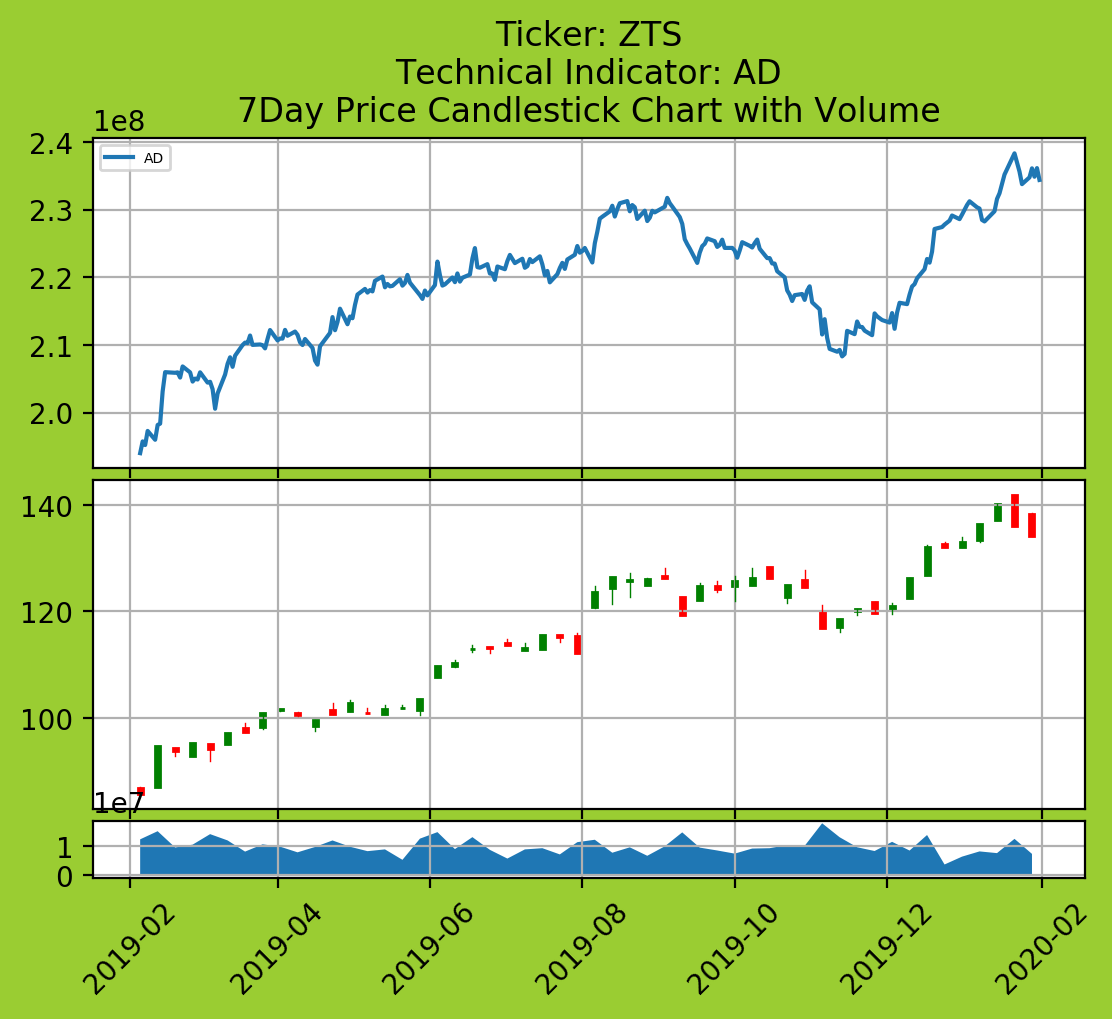 Ticker: ZTS
Technical Indicator: AD
7Day Price Candlestick Chart with Volume
1e8
AD
2.4
2.3
2.2
2.1
2.0
140
120
100
1e7
1
0
2019-02
2019-04
2019-06
2019-08
2019-10
2019-12
2020-02